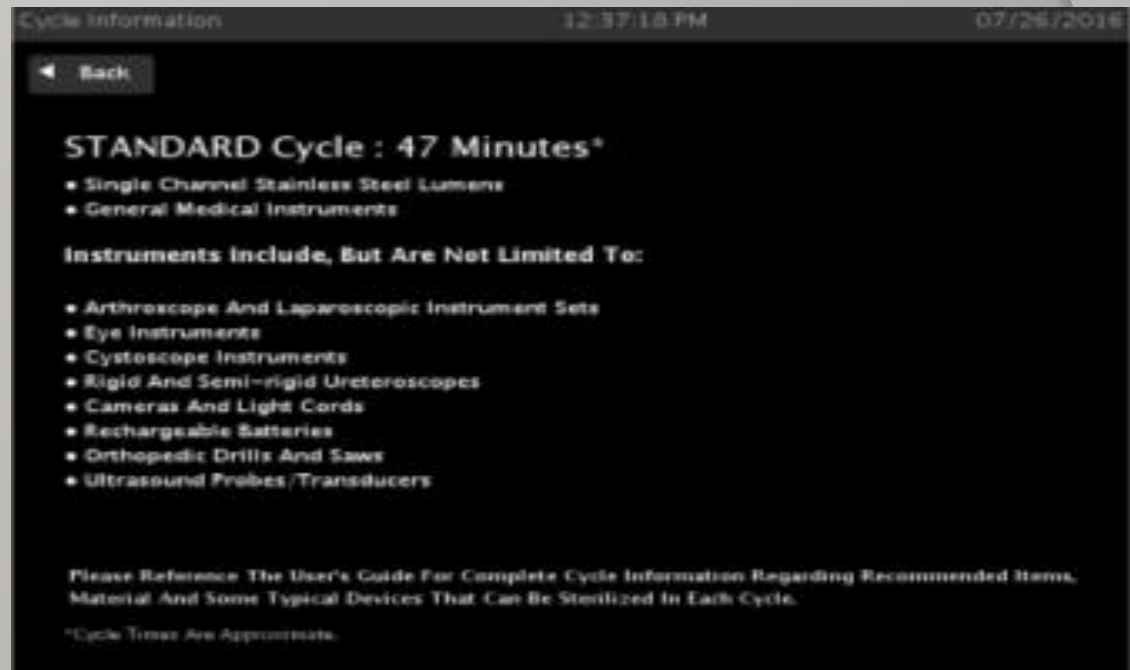 Cycle Information 12:37:18 PM 07/26/2016
◄ Back
STANDARD Cycle : 47 Minutes*
• Single Channel Stainless Steel Lumens
• General Medical Instruments
Instruments Include, But Are Not Limited To:
• Arthroscope And Laparoscopic Instrument Sets
• Eye Instruments
• Cystoscope Instruments
• Rigid And Semi-rigid Ureteroscopes
• Cameras And Light Cords
• Rechargeable Batteries
• Orthopedic Drills And Saws
• Ultrasound Probes/Transducers
Please Reference The User's Guide For Complete Cycle Information Regarding Recommended Items,
Material And Some Typical Devices That Can Be Sterilized In Each Cycle.
*Cycle Times Are Approximate.